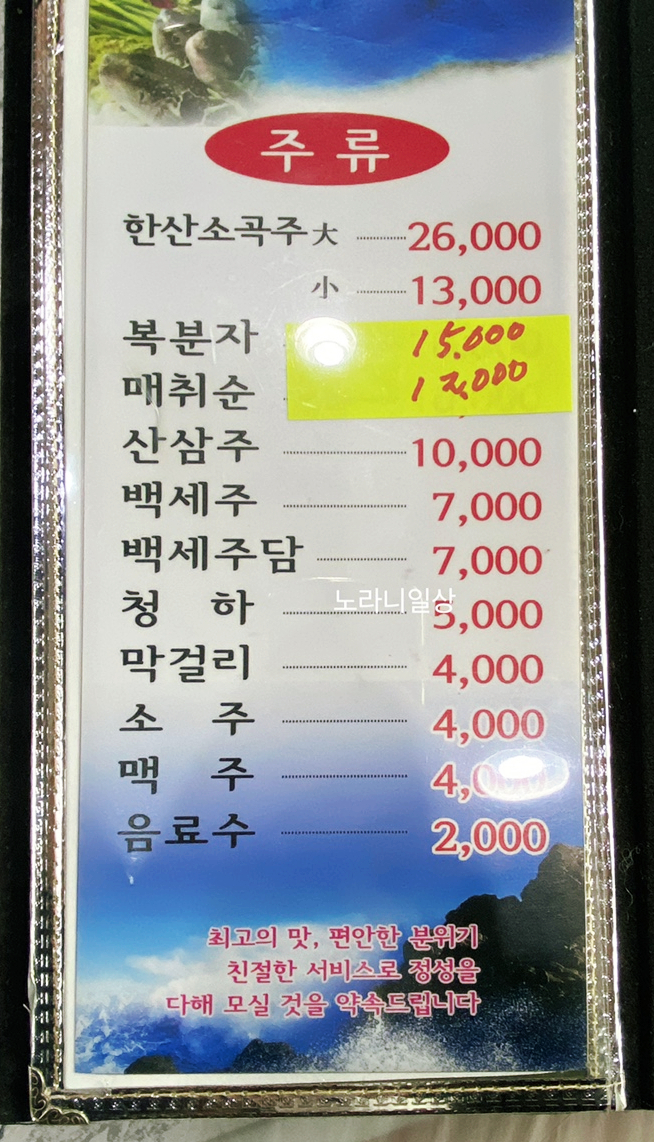 주류
한산소곡주 大 26,000
小 13,000
복분자 15.000
매취순 12,000
산삼주 10,000
백세주 7,000
백세주담 7,000
청 하 5,000
노라니일상
막걸리 4,000
소 주 4,000
맥 주 4,000
음료수 2,000
최고의 맛, 편안한 분위기
친절한 서비스로 정성을
다해 모실 것을 약속드립니다